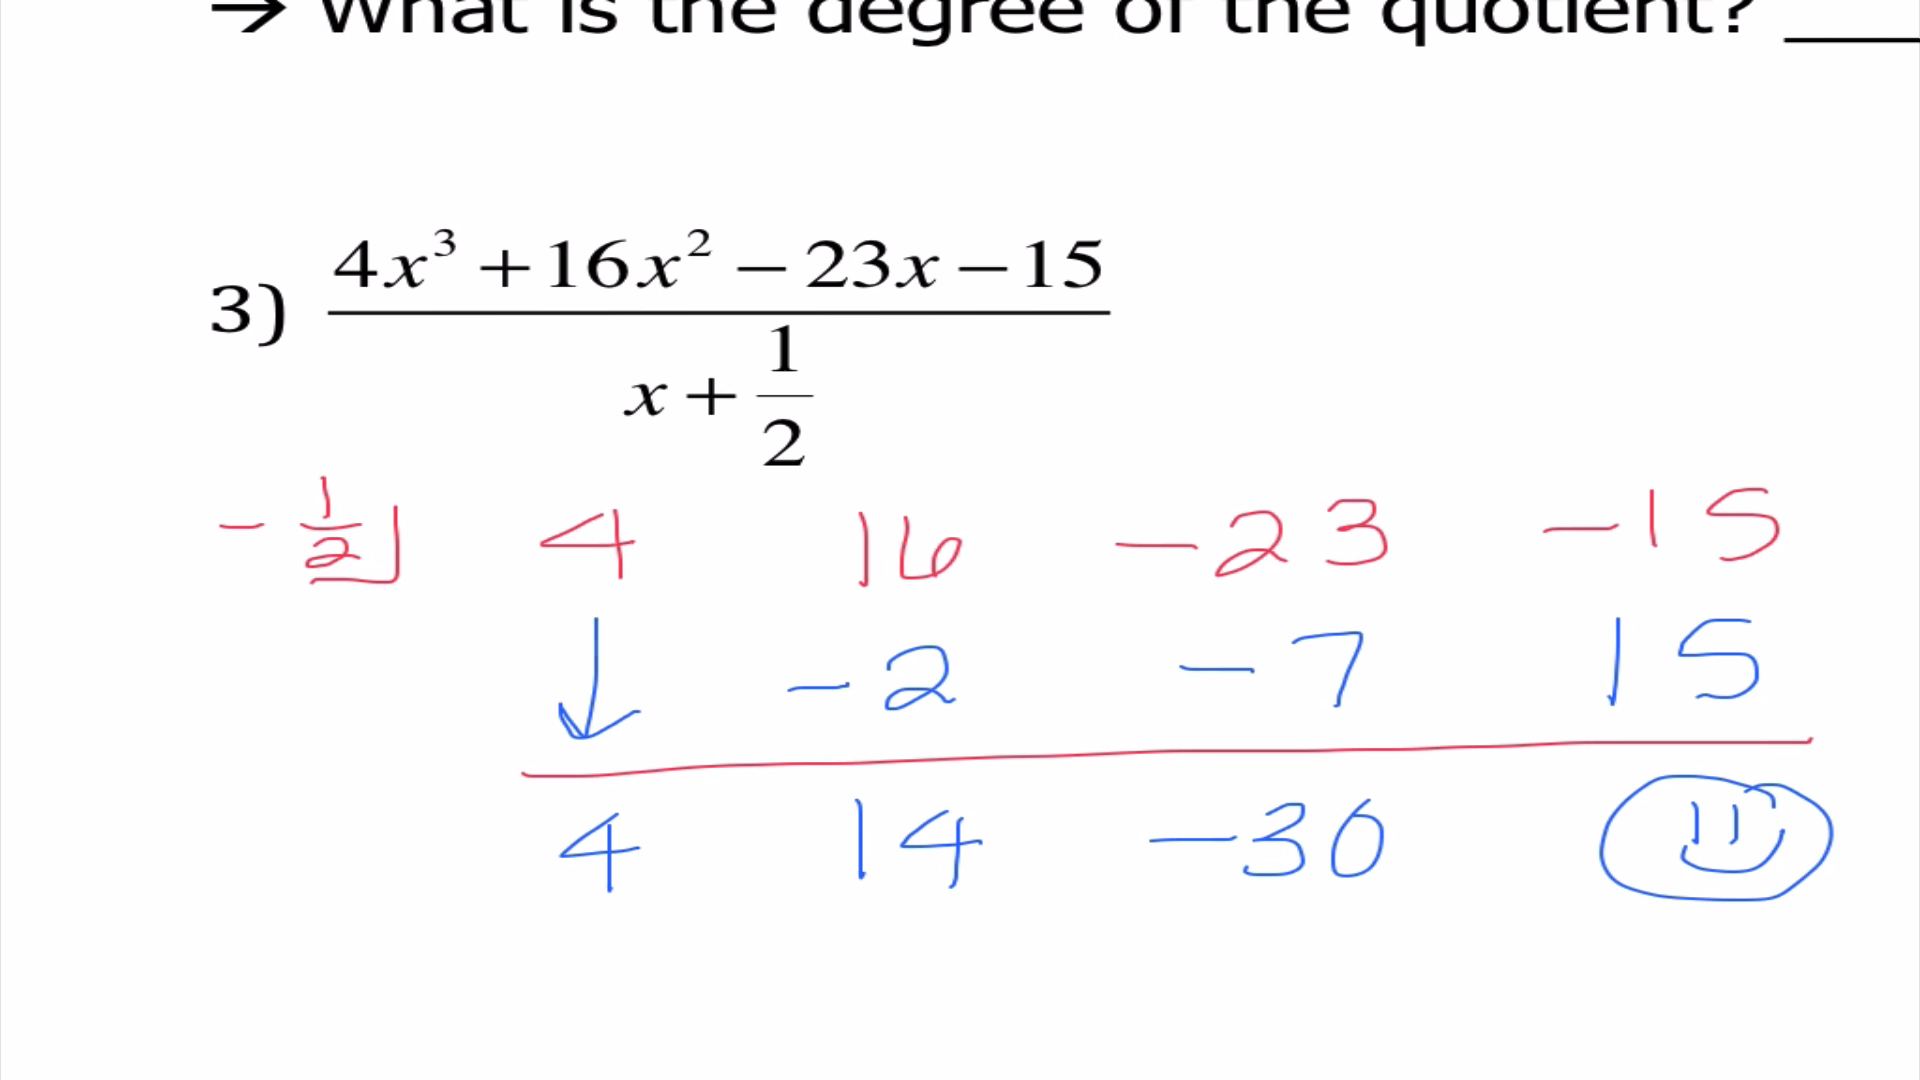 → What is the degree of the quotient? ____
3) 4x³ + 16x² − 23x − 15
x + 1/2
-1/2 4 16 -23 -15
↓ -2 -7 15
4 14 -30